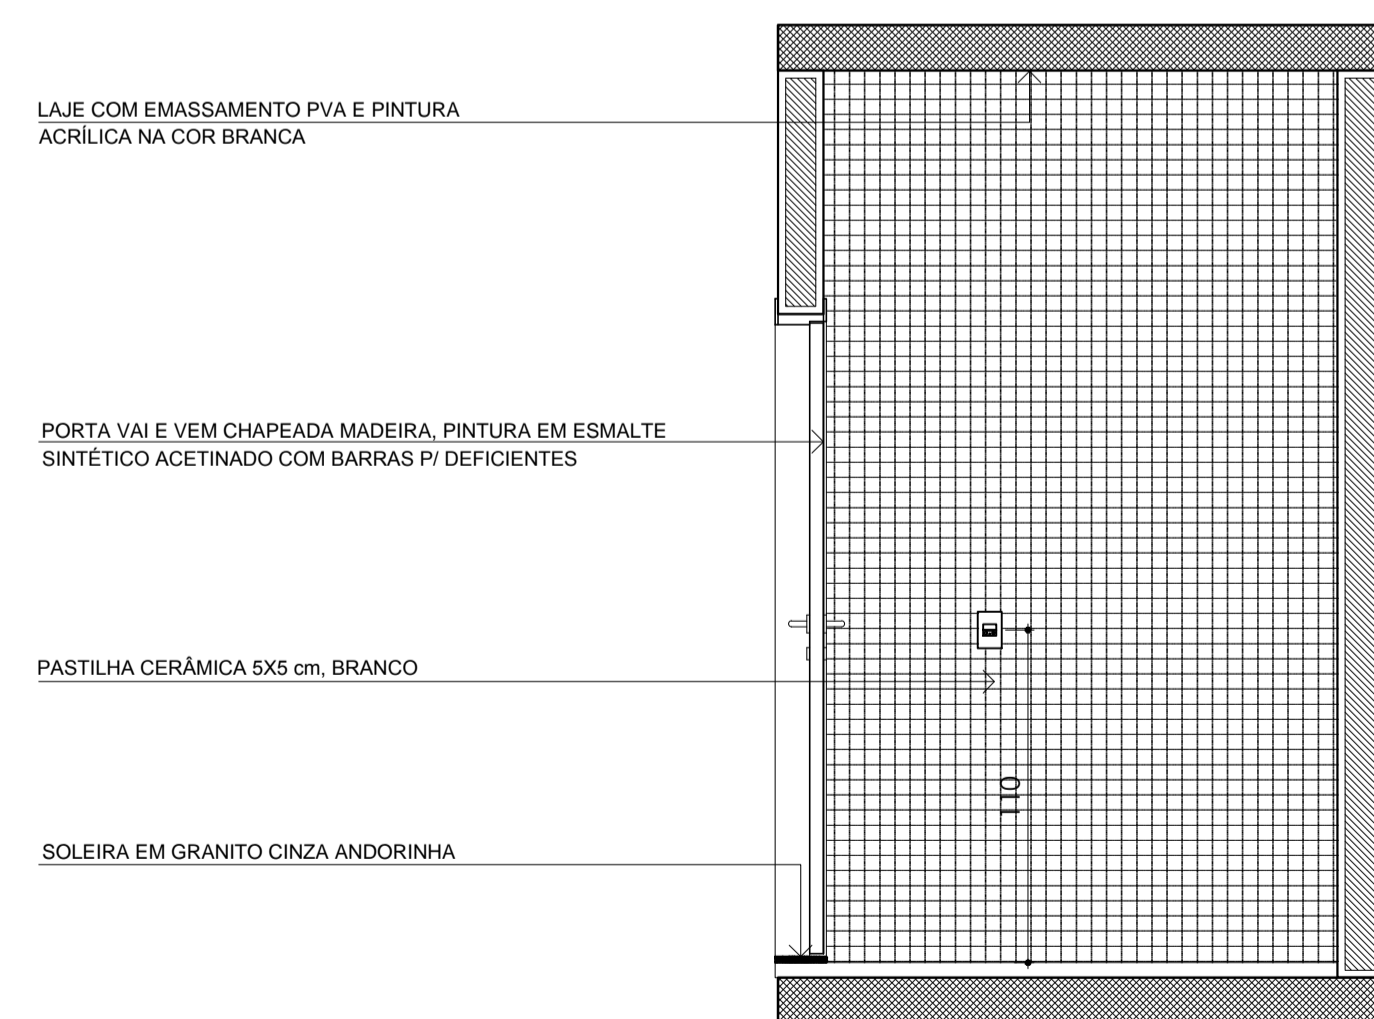 LAJE COM EMASSAMENTO PVA E PINTURA
ACRÍLICA NA COR BRANCA
PORTA VAI E VEM CHAPEADA MADEIRA, PINTURA EM ESMALTE
SINTÉTICO ACETINADO COM BARRAS P/ DEFICIENTES
PASTILHA CERÂMICA 5X5 cm, BRANCO
110
SOLEIRA EM GRANITO CINZA ANDORINHA